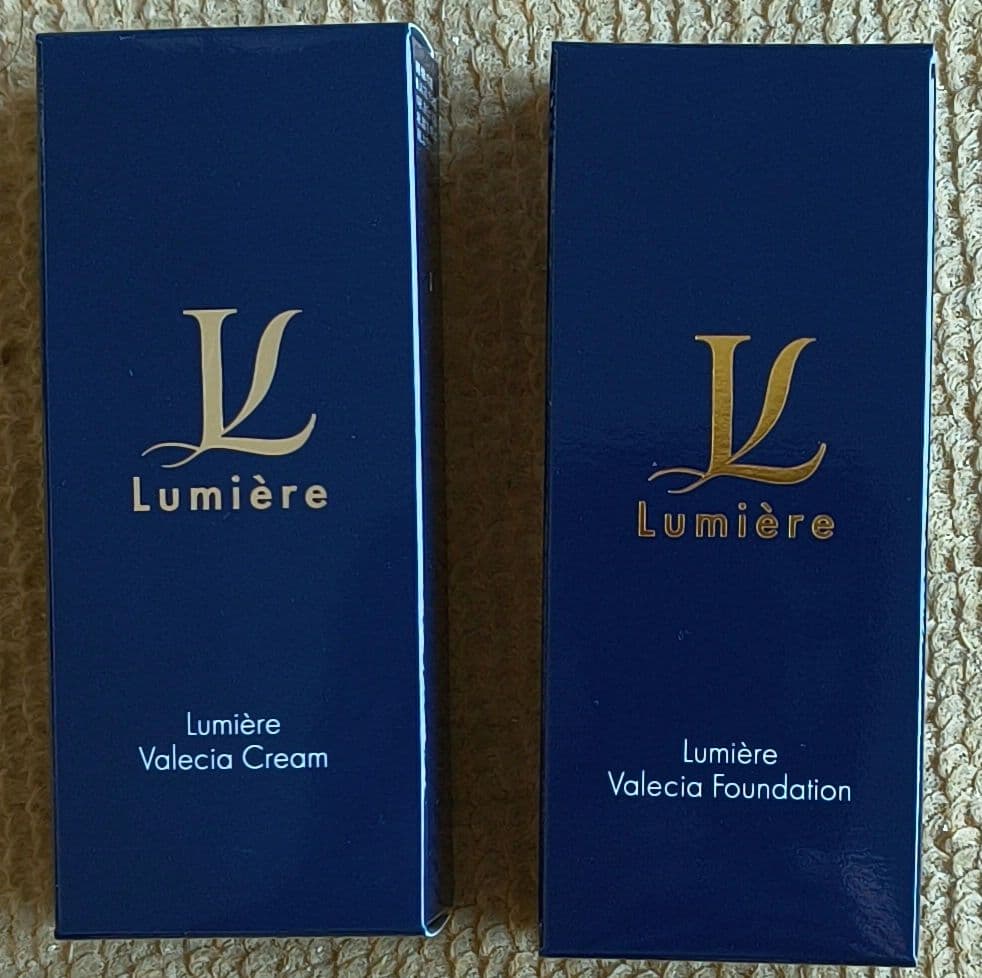 Lumière
Lumière
Valecia Cream
Lumière
Lumière
Valecia Foundation